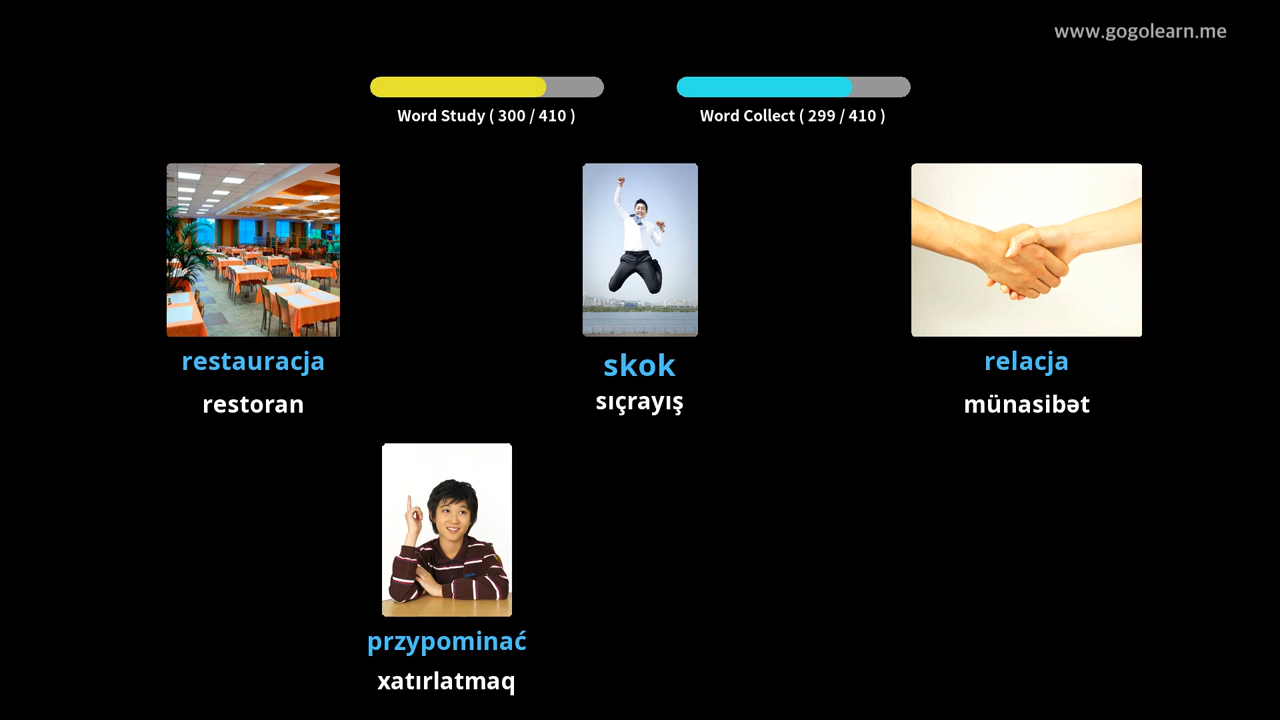 www.gogolearn.me
Word Study ( 300 / 410 )
Word Collect ( 299 / 410 )
restauracja
restoran
skok
sıçrayış
relacja
münasibət
przypominać
xatırlatmaq